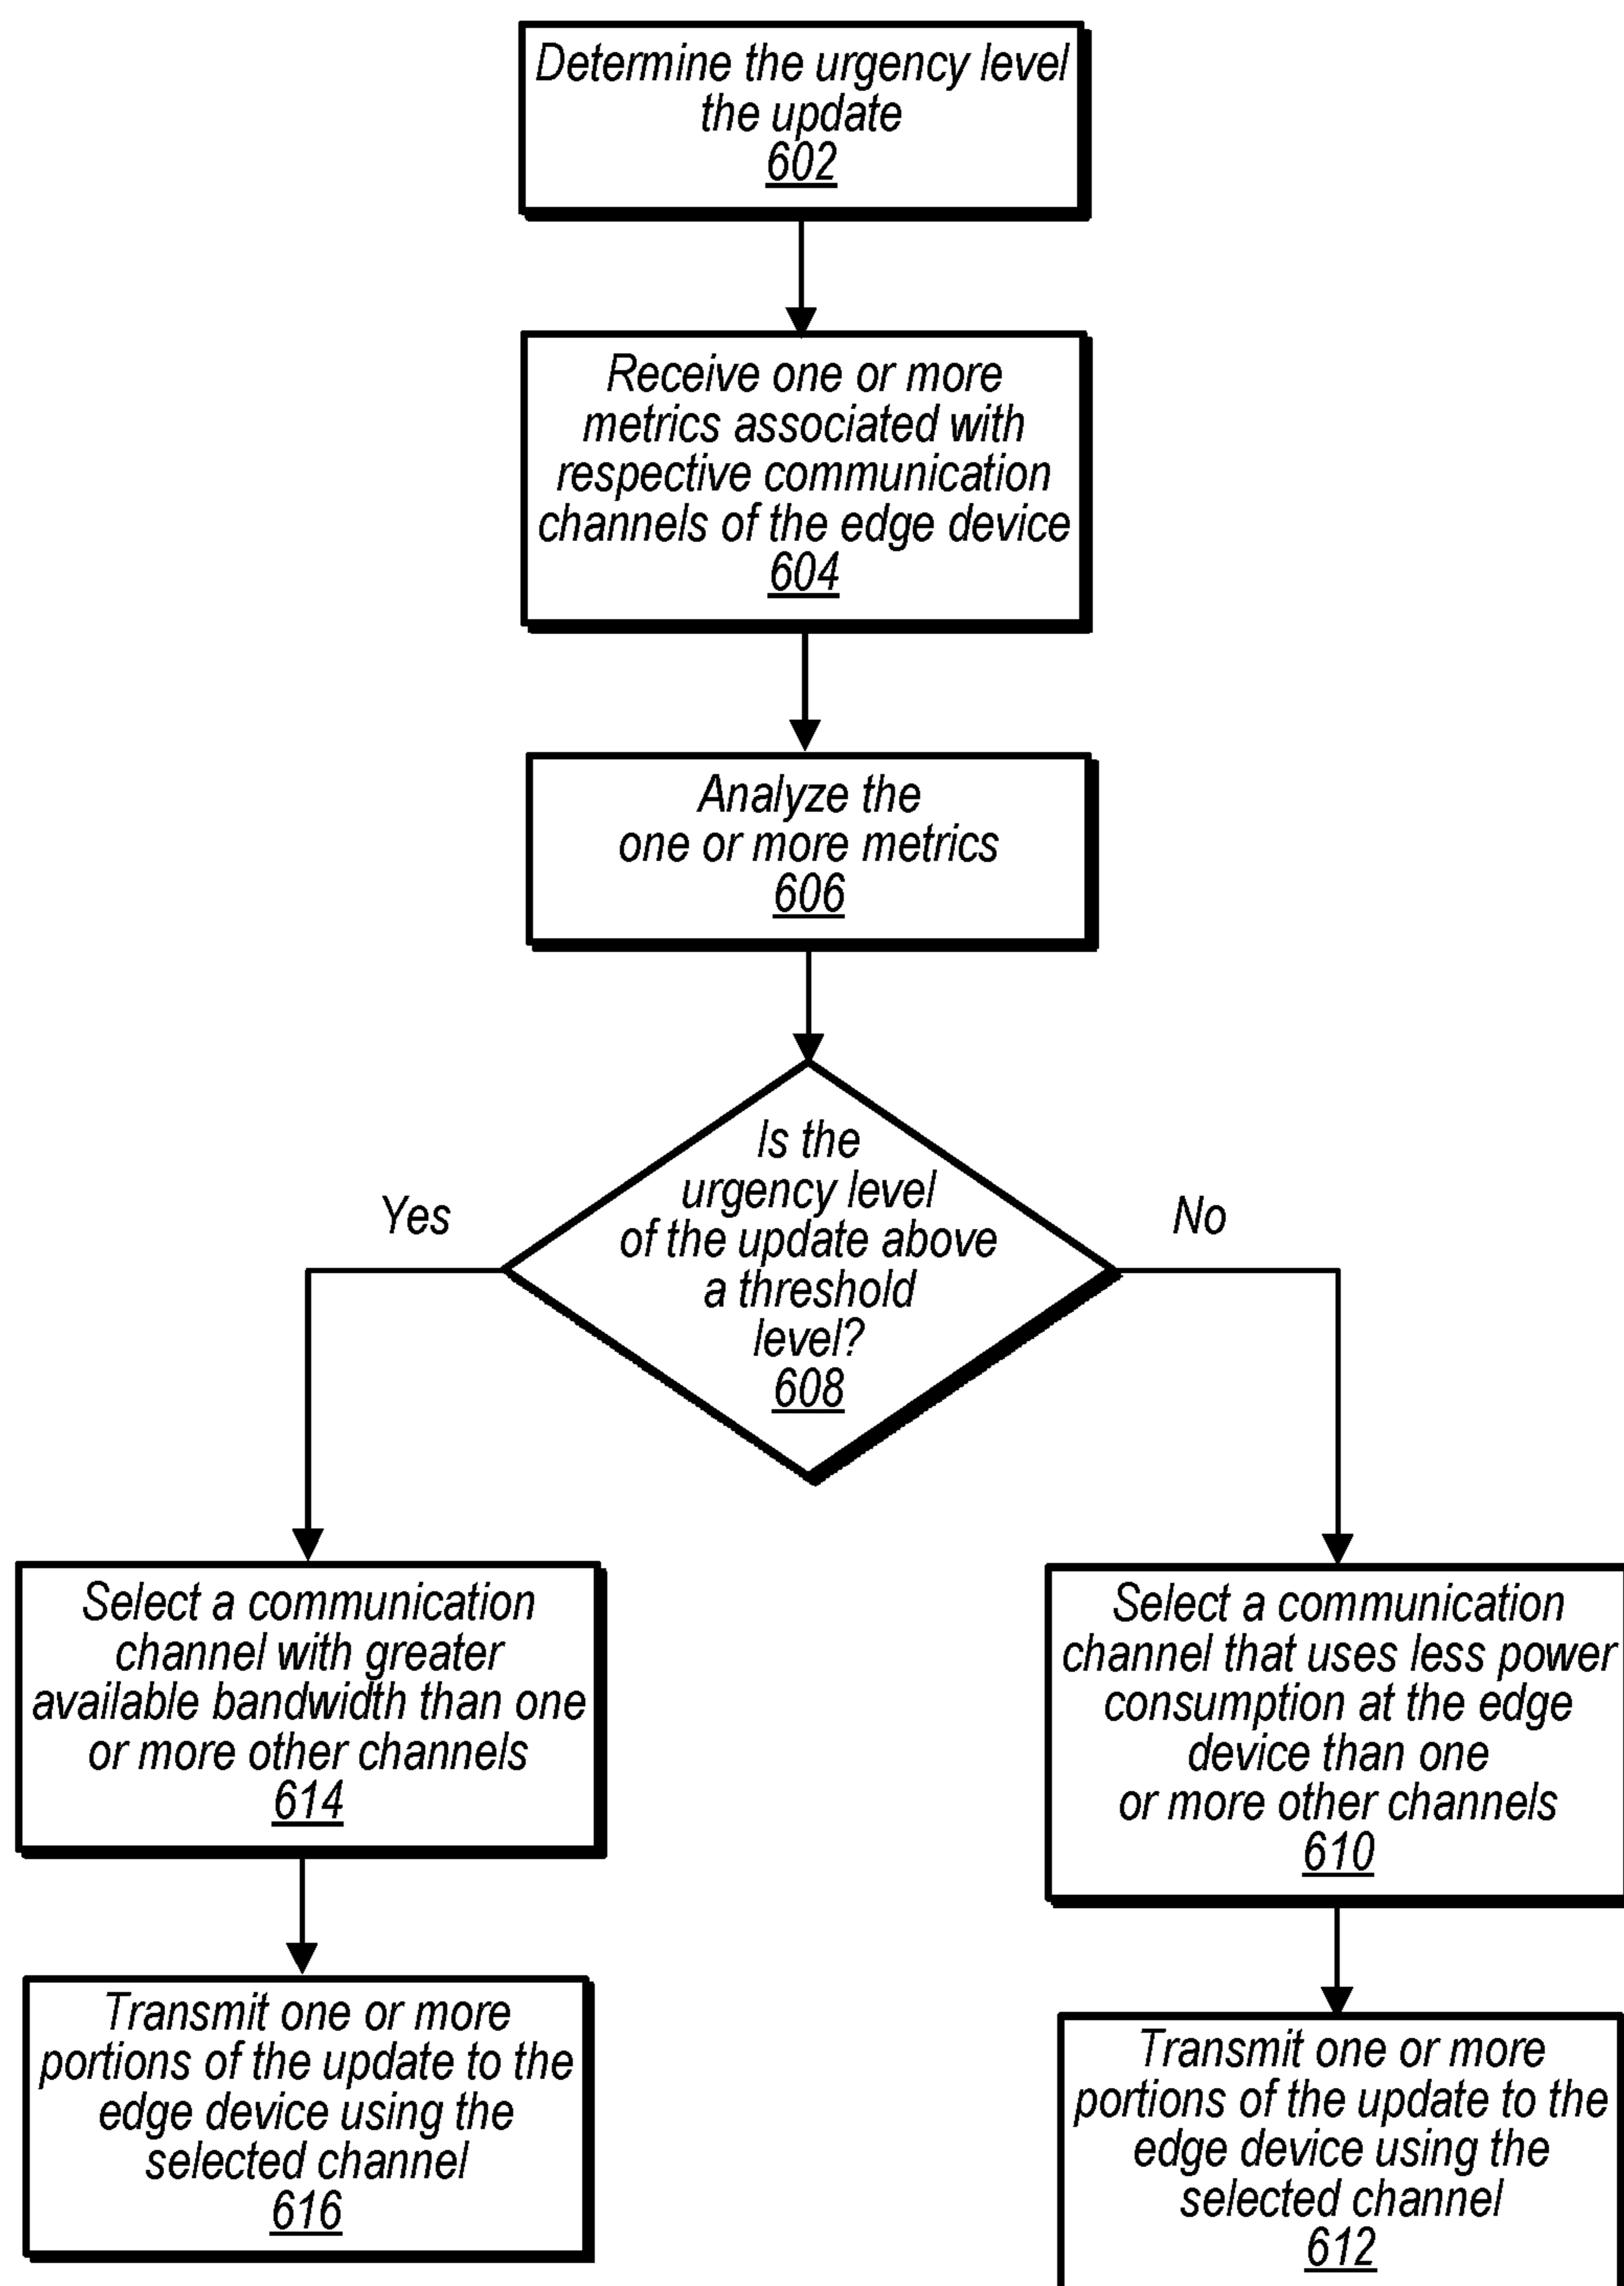 Determine the urgency level
the update
602
Receive one or more
metrics associated with
respective communication
channels of the edge device
604
Analyze the
one or more metrics
606
Is the
urgency level
of the update above
a threshold
level?
608
Yes
No
Select a communication
channel with greater
available bandwidth than one
or more other channels
614
Select a communication
channel that uses less power
consumption at the edge
device than one
or more other channels
610
Transmit one or more
portions of the update to the
edge device using the
selected channel
616
Transmit one or more
portions of the update to the
edge device using the
selected channel
612